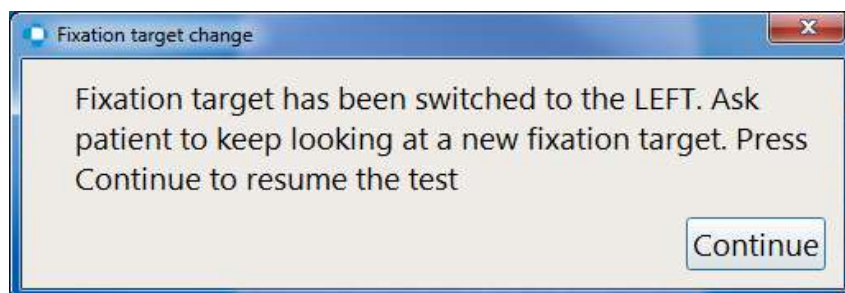 Fixation target change
Fixation target has been switched to the LEFT. Ask
patient to keep looking at a new fixation target. Press
Continue to resume the test
Continue